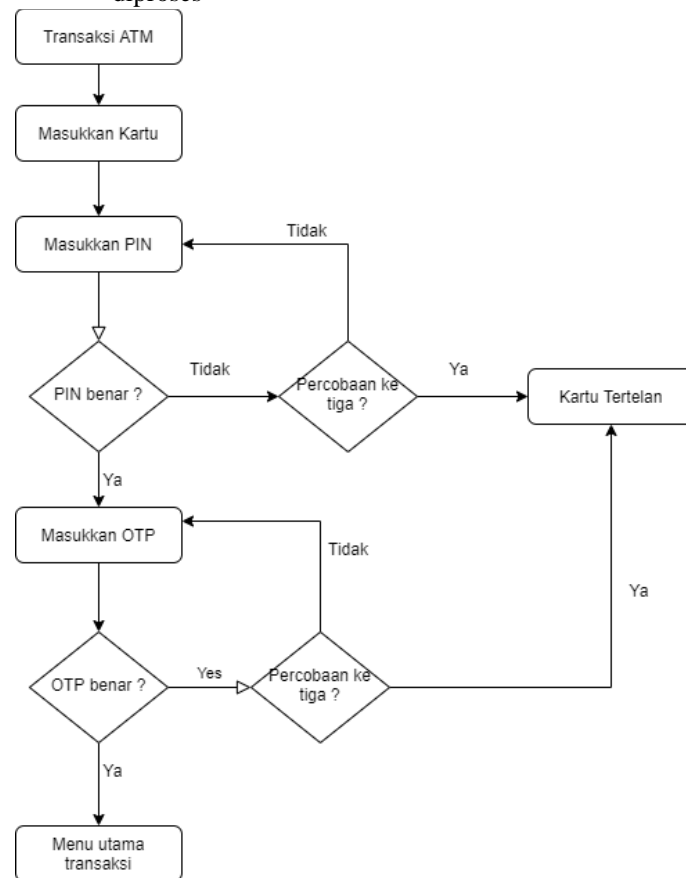 diproses
Transaksi ATM
Masukkan Kartu
Masukkan PIN
Tidak
PIN benar ?
Tidak
Percobaan ke
tiga ?
Ya
Kartu Tertelan
Ya
Masukkan OTP
Tidak
Ya
OTP benar ?
Yes
Percobaan ke
tiga ?
Ya
Menu utama
transaksi